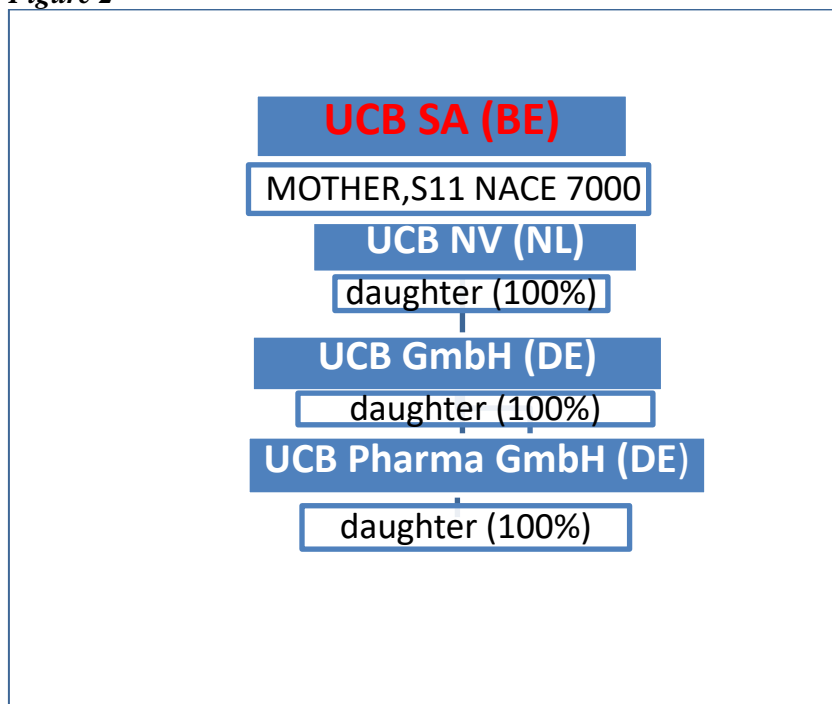 Figure 2
UCB SA (BE)
MOTHER,S11 NACE 7000
UCB NV (NL)
daughter (100%)
UCB GmbH (DE)
daughter (100%)
UCB Pharma GmbH (DE)
daughter (100%)